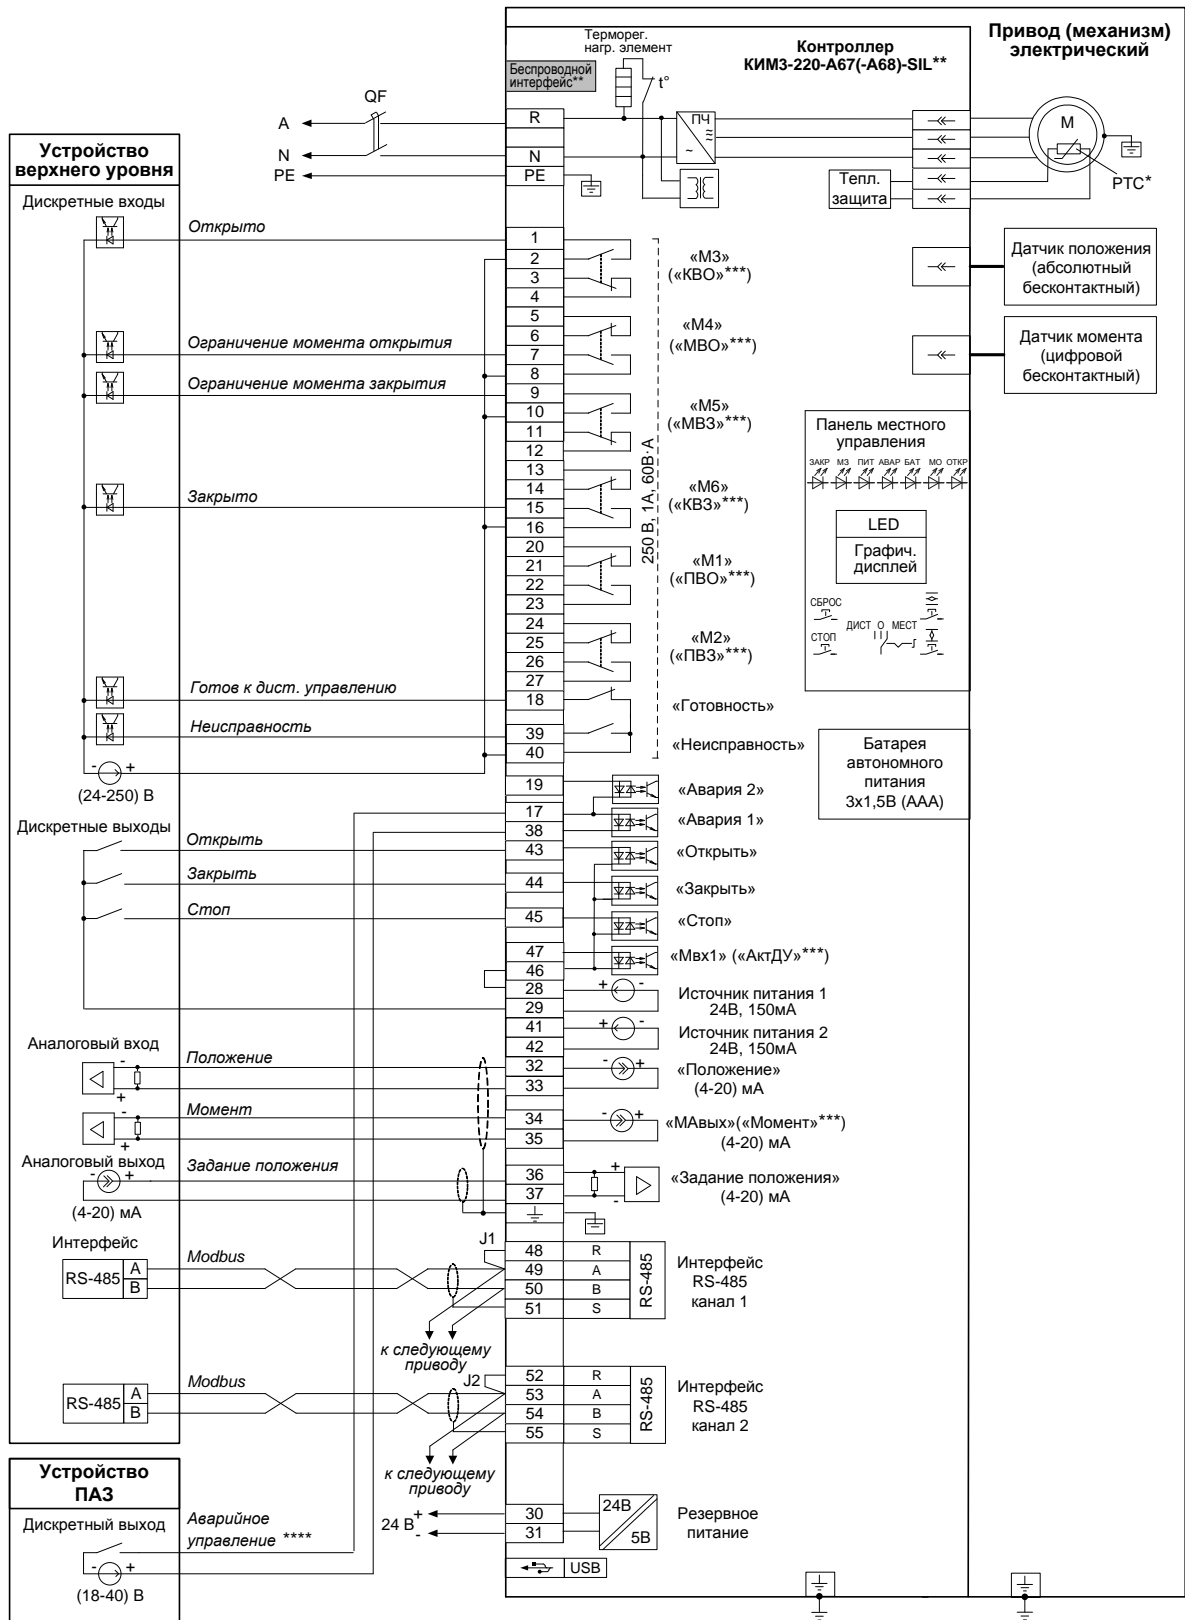 Привод (механизм)
электрический
Терморег.
нагр. элемент
Контроллер
КИМ3-220-А67(-А68)-SIL**
Беспроводной
интерфейс**
t°
QF
A
R
ПЧ
M
N
N
PE
PE
Тепл.
защита
PTC*
Устройство
верхнего уровня
Дискретные входы
Открыто
1
2
3
4
«М3»
(«КВО»***)
Датчик положения
(абсолютный
бесконтактный)
5
6
7
8
«М4»
(«МВО»***)
Ограничение момента открытия
Датчик момента
(цифровой
бесконтактный)
Ограничение момента закрытия
9
10
11
12
«М5»
(«МВЗ»***)
250 В, 1А, 60В·А
Панель местного
управления
ЗАКР МЗ ПИТ АВАР БАТ МО ОТКР
LED
Графич.
дисплей
СБРОС
СТОП
ДИСТ О МЕСТ
Закрыто
13
14
15
16
«М6»
(«КВЗ»***)
20
21
22
23
«М1»
(«ПВО»***)
24
25
26
27
«М2»
(«ПВЗ»***)
Готов к дист. управлению
18
«Готовность»
Неисправность
39
40
«Неисправность»
Батарея
автономного
питания
3х1,5В (ААА)
- +
(24-250) В
19
«Авария 2»
17
38
«Авария 1»
Дискретные выходы
Открыть
43
«Открыть»
Закрыть
44
«Закрыть»
Стоп
45
«Стоп»
47
46
«Мвх1» («АктДУ»***)
28
29
+ -
Источник питания 1
24В, 150мА
41
42
+ -
Источник питания 2
24В, 150мА
Аналоговый вход
- +
Положение
32
33
- +
«Положение»
(4-20) мА
- +
Момент
34
35
- +
«МАвых»(«Момент»***)
(4-20) мА
Аналоговый выход
- +
(4-20) мА
Задание положения
36
37
+ -
«Задание положения»
(4-20) мА
Интерфейс
RS-485
A
B
Modbus
J1
48 R
49 A
50 B
51 S
RS-485
Интерфейс
RS-485
канал 1
к следующему
приводу
RS-485
A
B
Modbus
J2
52 R
53 A
54 B
55 S
RS-485
Интерфейс
RS-485
канал 2
к следующему
приводу
Устройство
ПАЗ
Дискретный выход
Аварийное
управление ****
- +
(18-40) В
24 В
+ -
30
31
24В
5В
Резервное
питание
USB